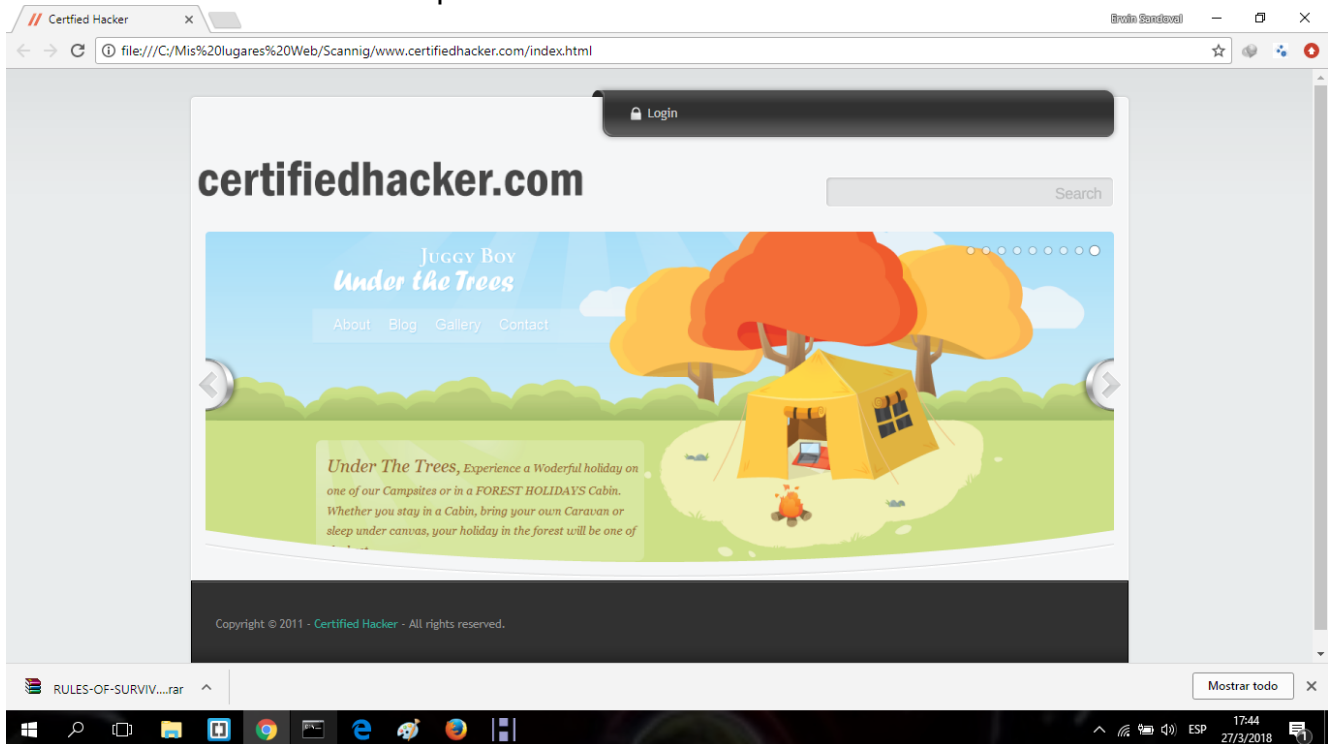 Certfied Hacker
Erwin Sandoval
file:///C:/Mis%20lugares%20Web/Scannig/www.certifiedhacker.com/index.html
Login
certifiedhacker.com
Search
Juggy Boy
Under the Trees
About Blog Gallery Contact
Under The Trees, Experience a Woderful holiday on
one of our Campsites or in a FOREST HOLIDAYS Cabin.
Whether you stay in a Cabin, bring your own Caravan or
sleep under canvas, your holiday in the forest will be one of
Copyright © 2011 - Certified Hacker - All rights reserved.
RULES-OF-SURVIV....rar
Mostrar todo
ESP
17:44
27/3/2018